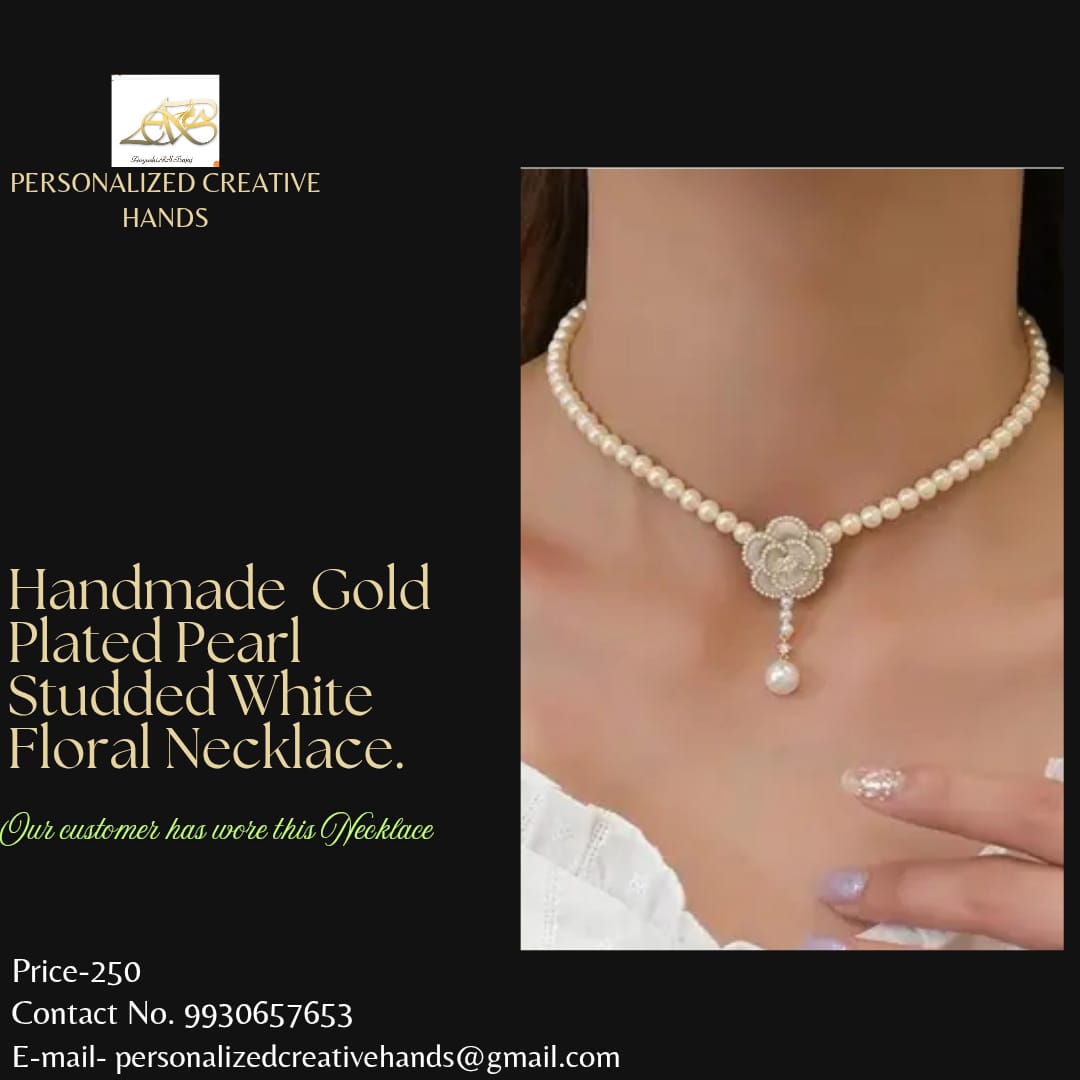 PERSONALIZED CREATIVE
HANDS
Handmade Gold
Plated Pearl
Studded White
Floral Necklace.
Our customer has wore this Necklace
Price-250
Contact No. 9930657653
E-mail- personalizedcreativehands@gmail.com